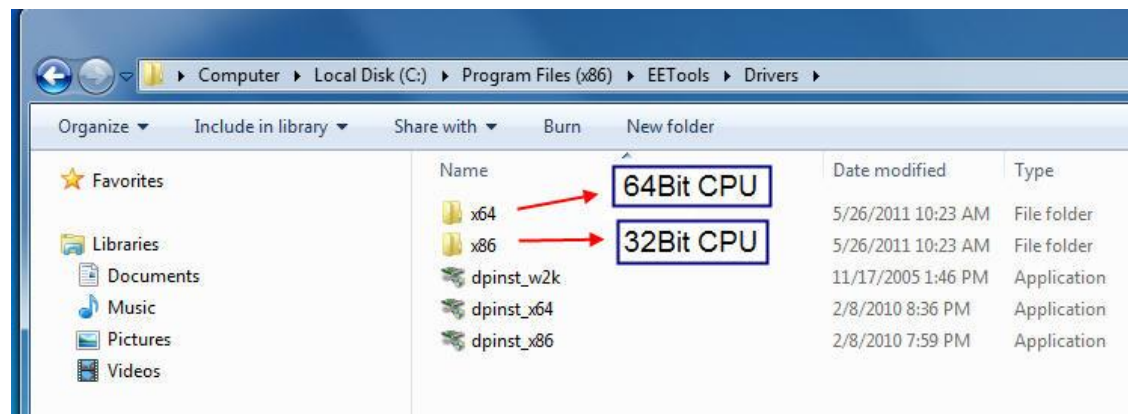 Computer Local Disk (C:) Program Files (x86) EETools Drivers
Organize Include in library Share with Burn New folder
Favorites
Libraries
Documents
Music
Pictures
Videos
Name Date modified Type
64Bit CPU
x64 5/26/2011 10:23 AM File folder
x86 32Bit CPU 5/26/2011 10:23 AM File folder
dpinst_w2k 11/17/2005 1:46 PM Application
dpinst_x64 2/8/2010 8:36 PM Application
dpinst_x86 2/8/2010 7:59 PM Application